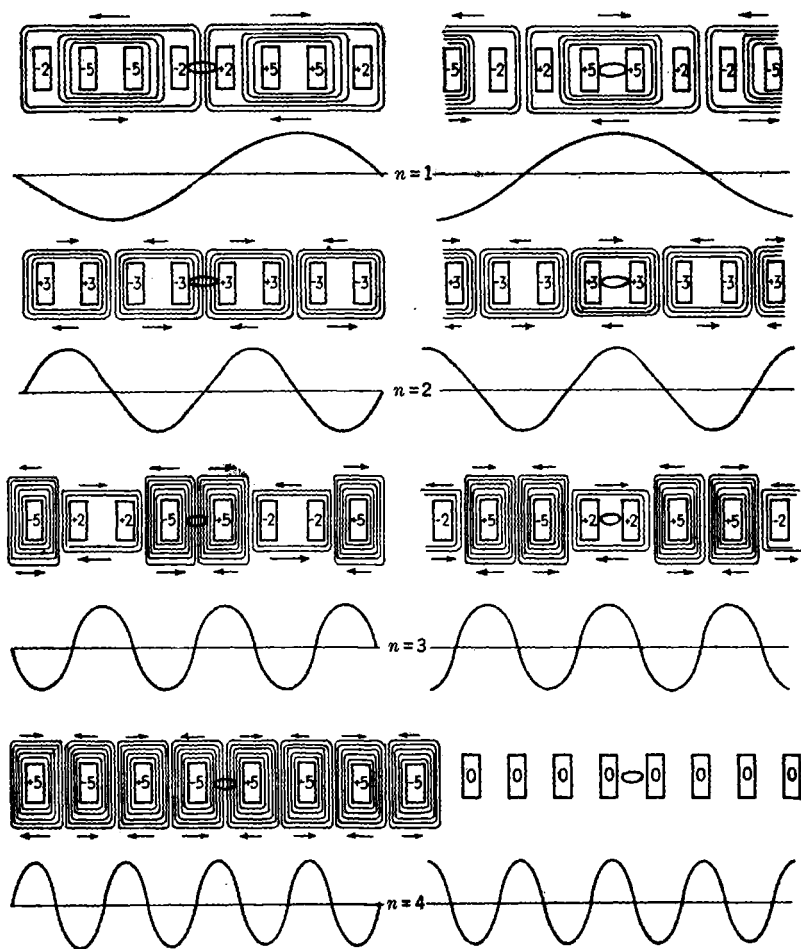 -2 -5 -5 -2 +2 +5 +5 +2 -5 -2 +2 +5 +5 +2 -2 -5
n=1
+3 +3 -3 -3 +3 +3 -3 -3 +3 -3 -3 +3 +3 -3 -3 +3
n=2
-5 +2 +2 -5 +5 -2 -2 +5 -2 +5 -5 +2 +2 +5 +5 -2
n=3
+5 -5 +5 -5 +5 -5 +5 -5 0 0 0 0 0 0 0 0
n=4